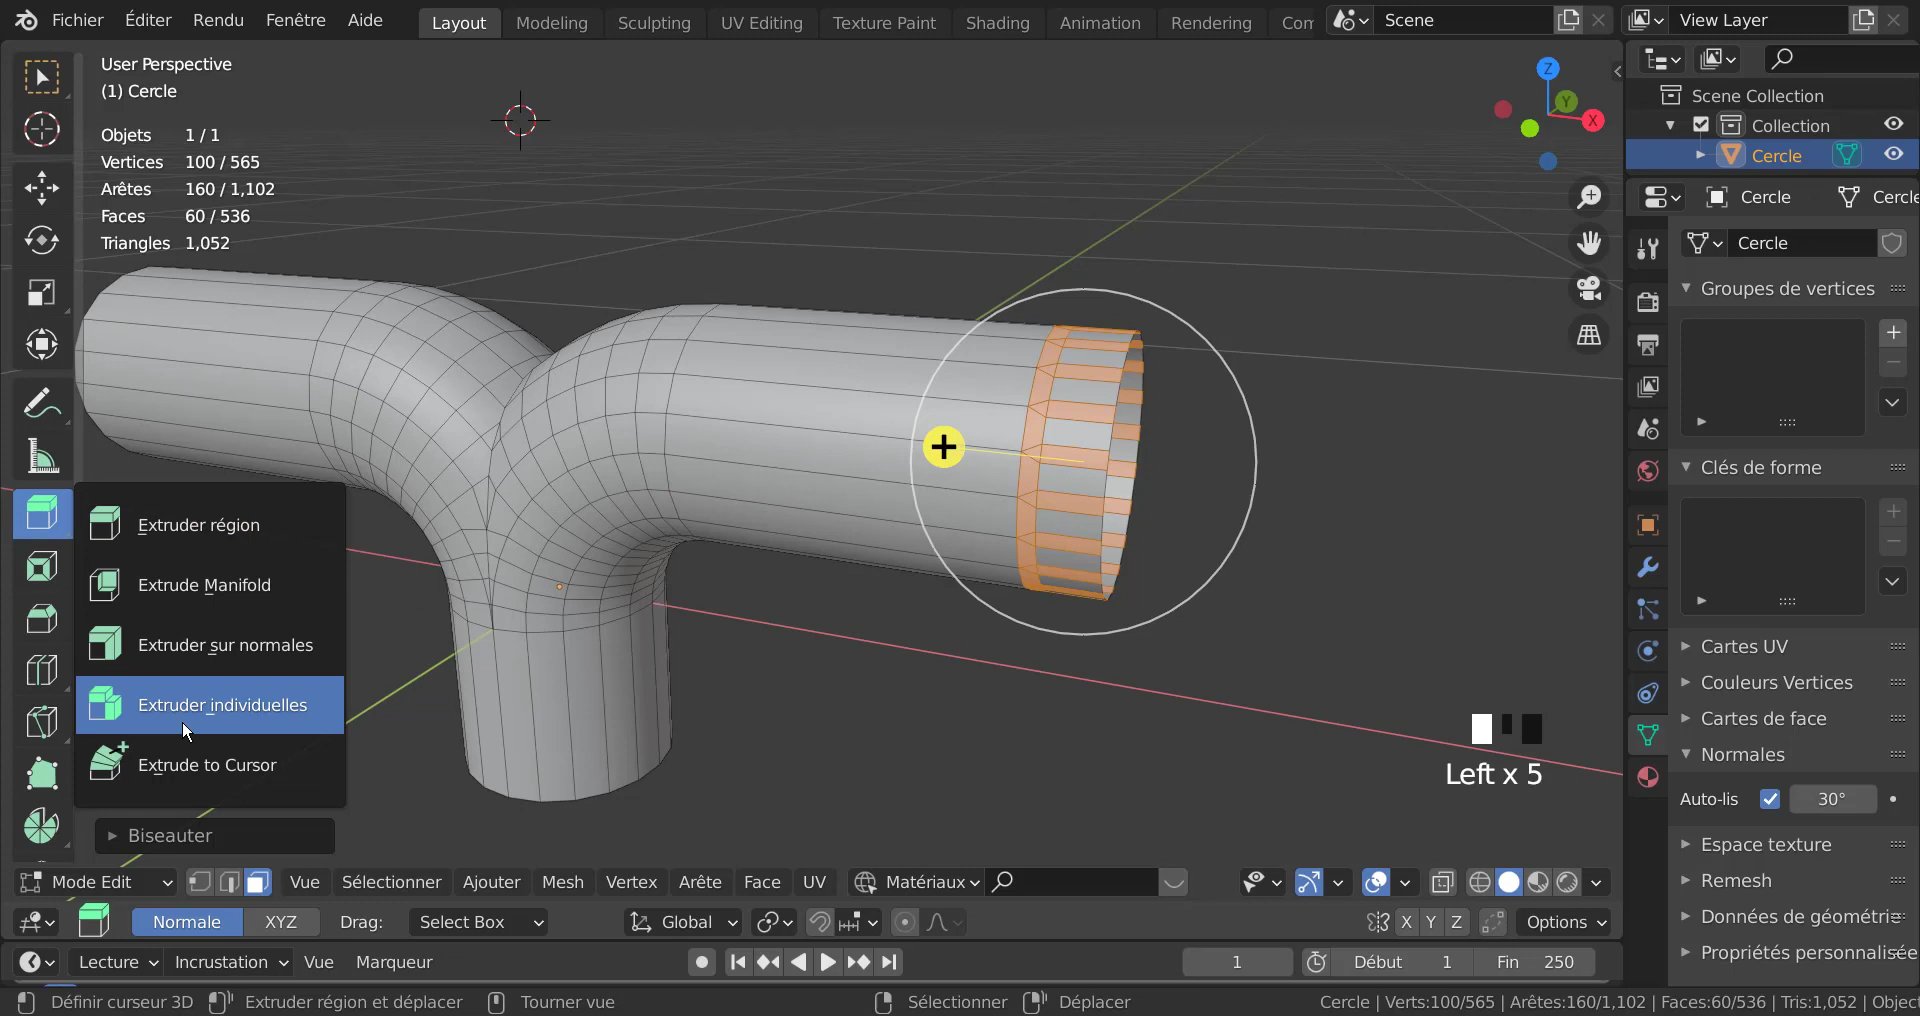 Fichier Éditer Rendu Fenêtre Aide Layout Modeling Sculpting UV Editing Texture Paint Shading Animation Rendering Com Scene View Layer
User Perspective
(1) Cercle
Objets 1 / 1
Vertices 100 / 565
Arêtes 160 / 1,102
Faces 60 / 536
Triangles 1,052
Z
Y
X
Scene Collection
Collection
Cercle
Cercle Cercle
Cercle
Groupes de vertices
Clés de forme
Cartes UV
Couleurs Vertices
Cartes de face
Normales
Auto-lis 30°
Espace texture
Remesh
Données de géométrie
Propriétés personnalisée
Extruder région
Extrude Manifold
Extruder sur normales
Extruder individuelles
Extrude to Cursor
Biseauter
Left x 5
Mode Edit Vue Sélectionner Ajouter Mesh Vertex Arête Face UV Matériaux
Normale XYZ Drag: Select Box Global X Y Z Options
Lecture Incrustation Vue Marqueur 1 Début 1 Fin 250
Définir curseur 3D Extruder région et déplacer Tourner vue Sélectionner Déplacer Cercle | Verts:100/565 | Arêtes:160/1,102 | Faces:60/536 | Tris:1,052 | Object